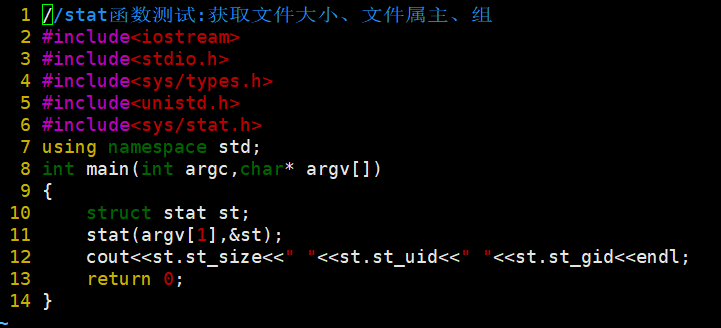 1 //stat函数测试:获取文件大小、文件属主、组
2 #include<iostream>
3 #include<stdio.h>
4 #include<sys/types.h>
5 #include<unistd.h>
6 #include<sys/stat.h>
7 using namespace std;
8 int main(int argc,char* argv[])
9 {
10     struct stat st;
11     stat(argv[1],&st);
12     cout<<st.st_size<<" "<<st.st_uid<<" "<<st.st_gid<<endl;
13     return 0;
14 }
~